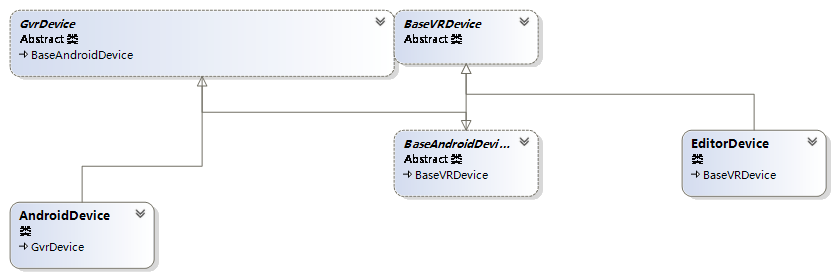 GvrDevice
Abstract 类
→ BaseAndroidDevice
BaseVRDevice
Abstract 类
BaseAndroidDevi...
Abstract 类
→ BaseVRDevice
EditorDevice
类
→ BaseVRDevice
AndroidDevice
类
→ GvrDevice